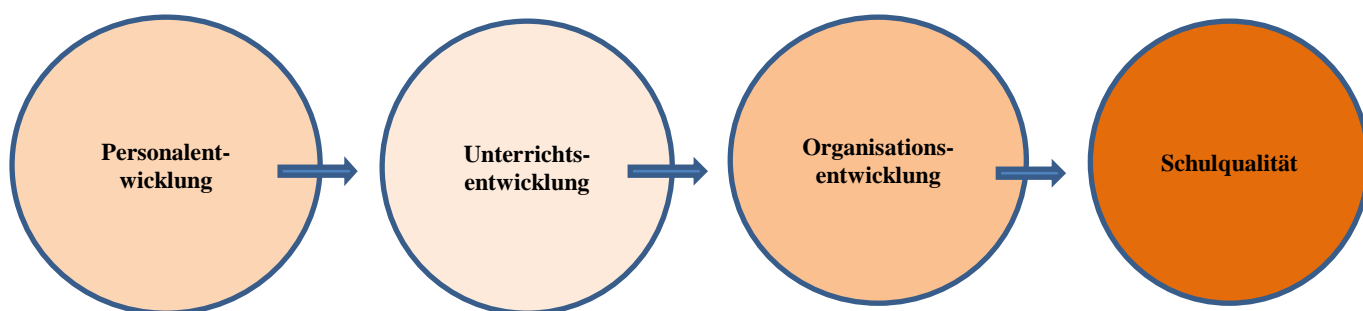 Personalent-
wicklung
Unterrichts-
entwicklung
Organisations-
entwicklung
Schulqualität